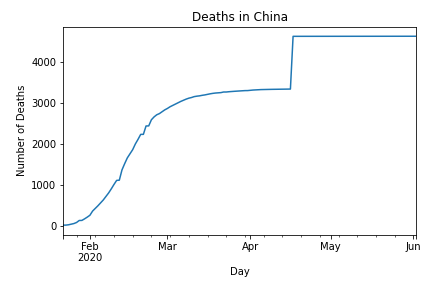 Deaths in China
Number of Deaths
4000
3000
2000
1000
0
Feb
2020
Mar
Apr
May
Jun
Day